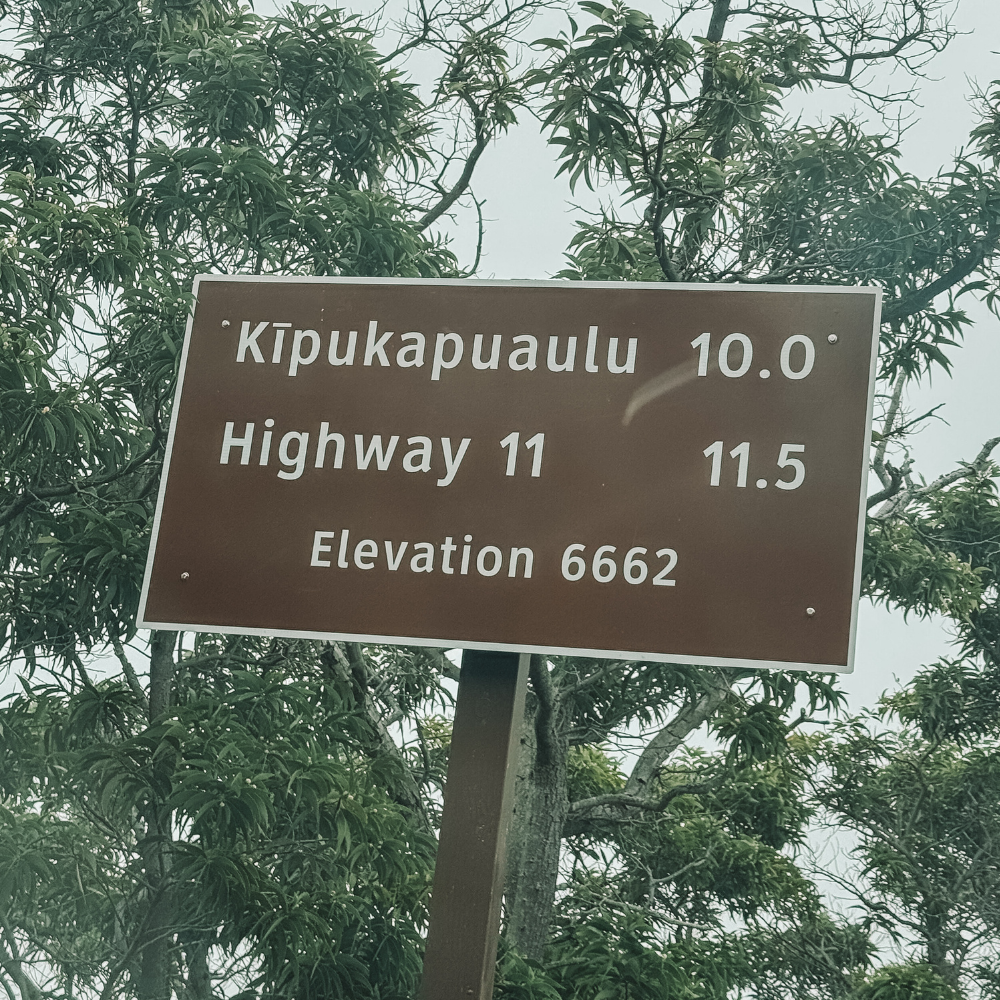 Kīpukapuaulu 10.0
Highway 11 11.5
Elevation 6662